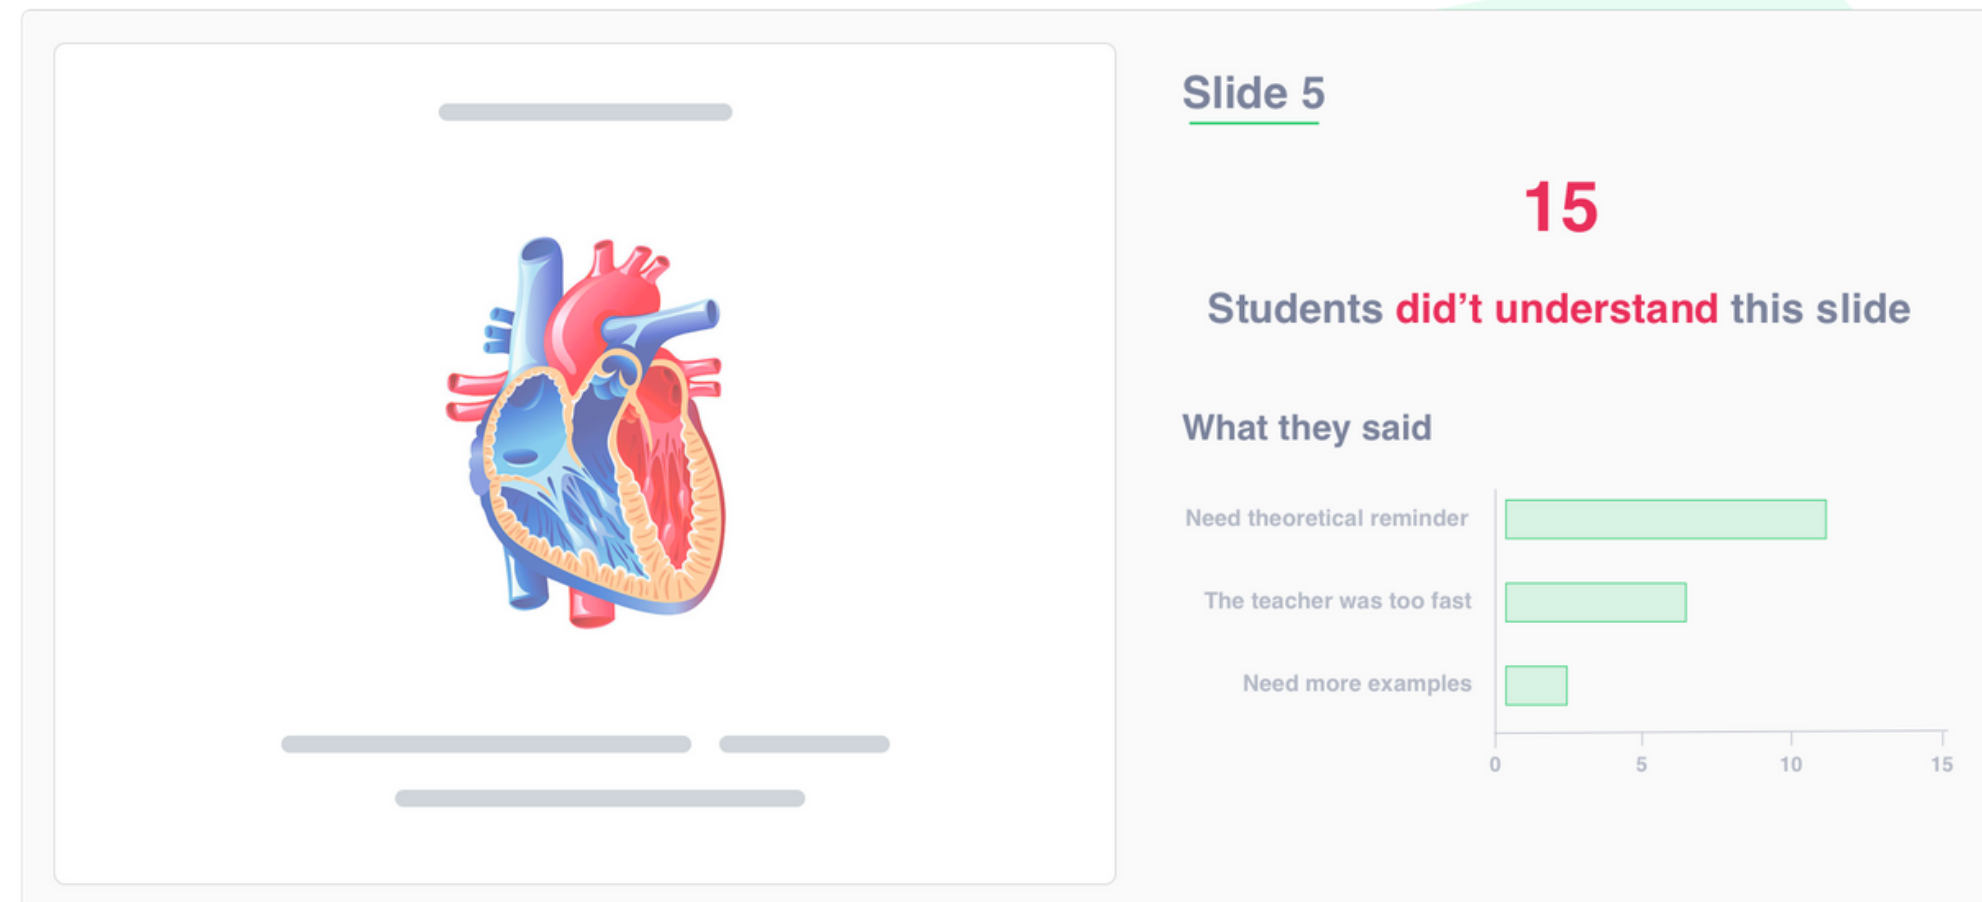 Slide 5
15
Students did't understand this slide
What they said
Need theoretical reminder
The teacher was too fast
Need more examples
0 5 10 15